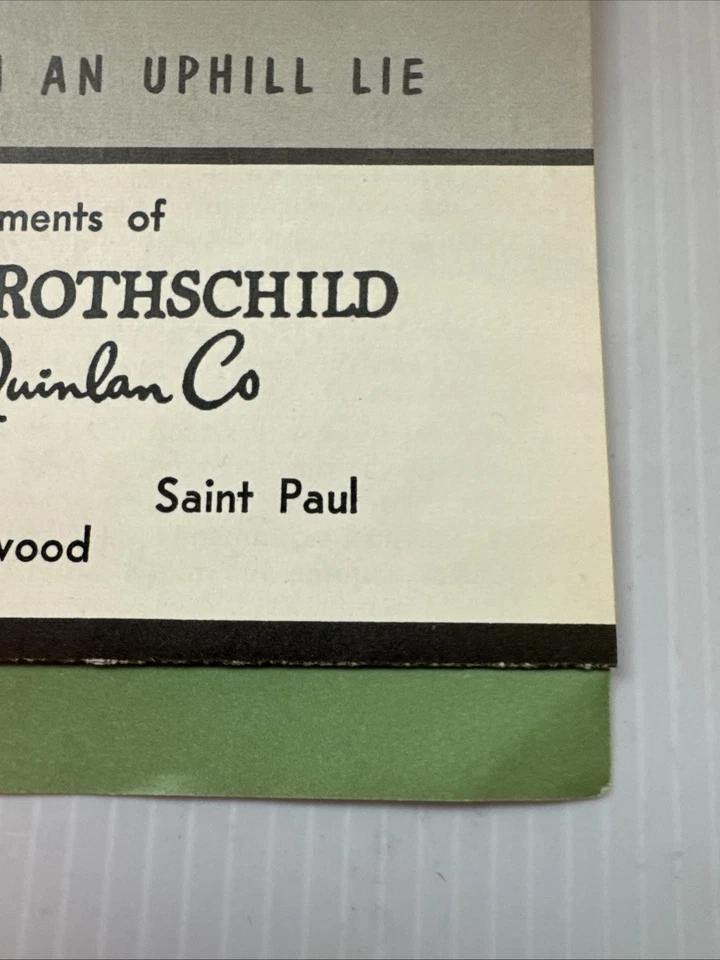 AN UPHILL LIE
ments of
ROTHSCHILD
Quinlan Co
Saint Paul
wood